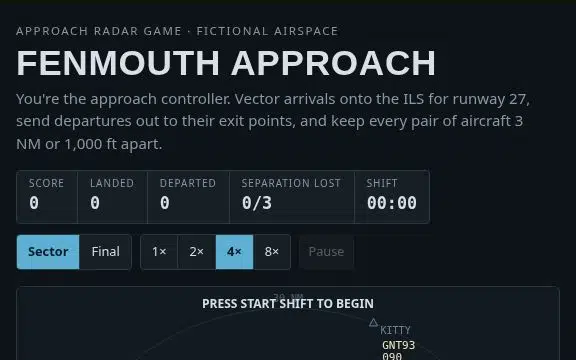 APPROACH RADAR GAME · FICTIONAL AIRSPACE
FENMOUTH APPROACH
You're the approach controller. Vector arrivals onto the ILS for runway 27,
send departures out to their exit points, and keep every pair of aircraft 3
NM or 1,000 ft apart.
SCORE LANDED DEPARTED SEPARATION LOST SHIFT
0 0 0 0/3 00:00
Sector Final 1× 2× 4× 8× Pause
PRESS START SHIFT TO BEGIN
KITTY
GNT93
090